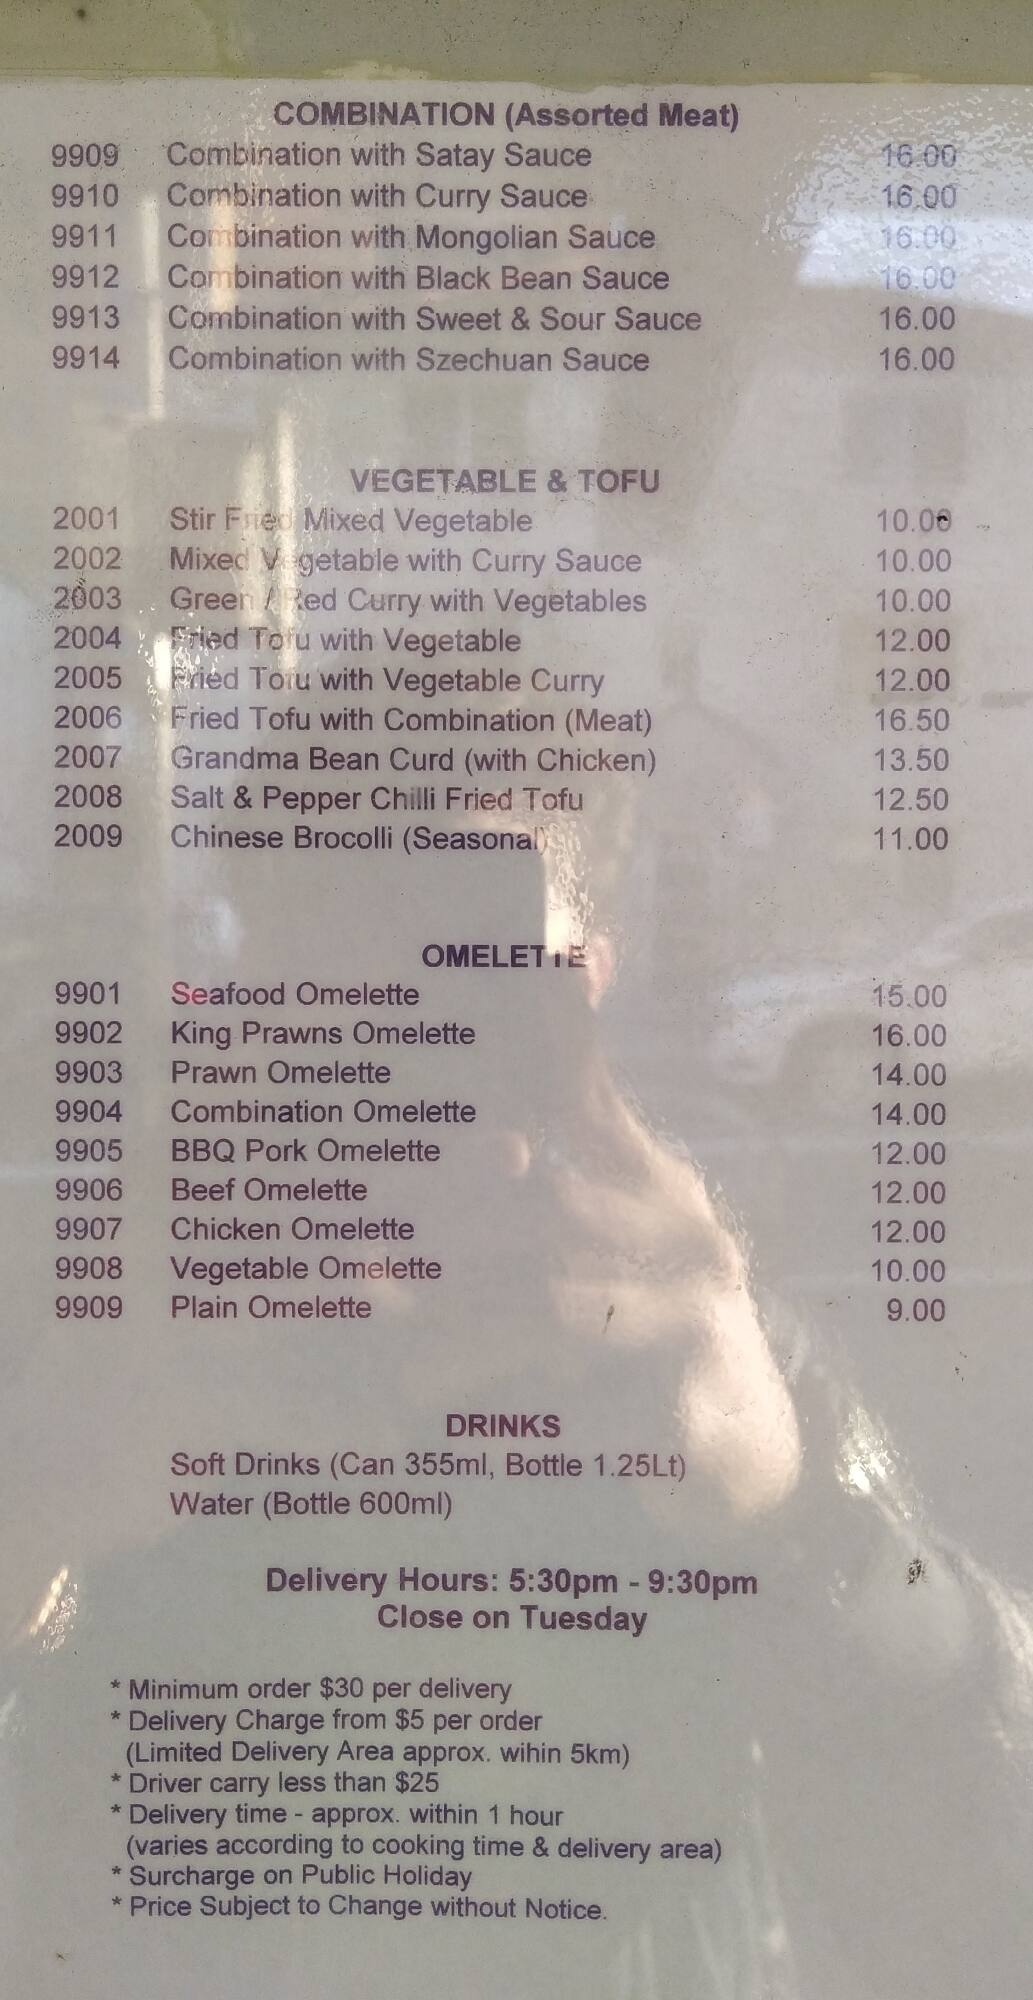 COMBINATION (Assorted Meat)
9909 Combination with Satay Sauce 16.00
9910 Combination with Curry Sauce 16.00
9911 Combination with Mongolian Sauce 16.00
9912 Combination with Black Bean Sauce 16.00
9913 Combination with Sweet & Sour Sauce 16.00
9914 Combination with Szechuan Sauce 16.00
VEGETABLE & TOFU
2001 Stir Fried Mixed Vegetable 10.00
2002 Mixed Vegetable with Curry Sauce 10.00
2003 Green / Red Curry with Vegetables 10.00
2004 Fried Tofu with Vegetable 12.00
2005 Fried Tofu with Vegetable Curry 12.00
2006 Fried Tofu with Combination (Meat) 16.50
2007 Grandma Bean Curd (with Chicken) 13.50
2008 Salt & Pepper Chilli Fried Tofu 12.50
2009 Chinese Brocolli (Seasonal) 11.00
OMELETTE
9901 Seafood Omelette 15.00
9902 King Prawns Omelette 16.00
9903 Prawn Omelette 14.00
9904 Combination Omelette 14.00
9905 BBQ Pork Omelette 12.00
9906 Beef Omelette 12.00
9907 Chicken Omelette 12.00
9908 Vegetable Omelette 10.00
9909 Plain Omelette 9.00
DRINKS
Soft Drinks (Can 355ml, Bottle 1.25Lt)
Water (Bottle 600ml)
Delivery Hours: 5:30pm - 9:30pm
Close on Tuesday
* Minimum order $30 per delivery
* Delivery Charge from $5 per order
(Limited Delivery Area approx. wihin 5km)
* Driver carry less than $25
* Delivery time - approx. within 1 hour
(varies according to cooking time & delivery area)
* Surcharge on Public Holiday
* Price Subject to Change without Notice.